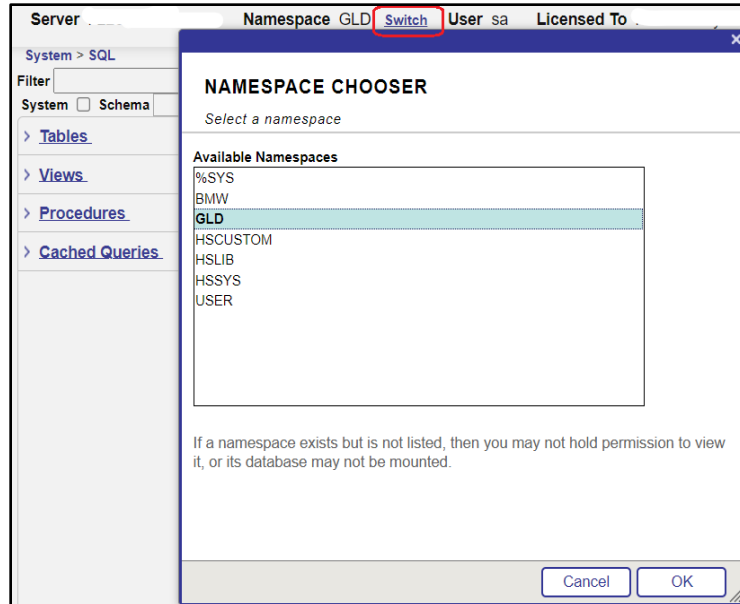 Server Namespace GLD Switch User sa Licensed To
System > SQL
Filter
System Schema
> Tables
> Views
> Procedures
> Cached Queries
x
NAMESPACE CHOOSER
Select a namespace
Available Namespaces
%SYS
BMW
GLD
HSCUSTOM
HSLIB
HSSYS
USER
If a namespace exists but is not listed, then you may not hold permission to view
it, or its database may not be mounted.
Cancel OK